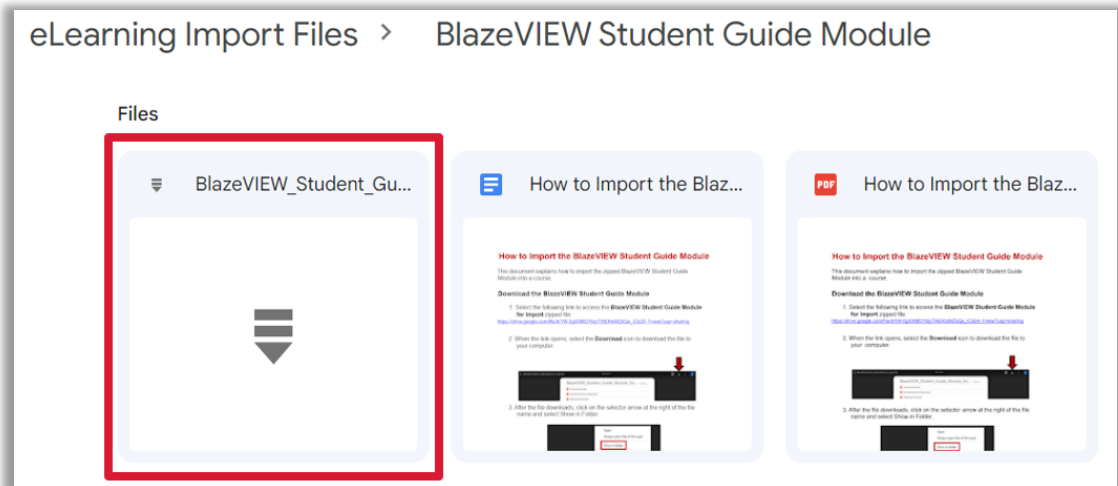 eLearning Import Files > BlazeVIEW Student Guide Module
Files
BlazeVIEW_Student_Gu...
How to Import the Blaz...
PDF How to Import the Blaz...
How to Import the BlazeVIEW Student Guide Module
This document explains how to import the zipped BlazeVIEW Student Guide
Module into a course.
Download the BlazeVIEW Student Guide Module
1. Select the following link to access the BlazeVIEW Student Guide Module
for Import zipped file.
2. When the link opens, select the Download icon to download the file to
your computer.
3. After the file downloads, click on the selector arrow at the right of the file
name and select Show in Folder.
How to Import the BlazeVIEW Student Guide Module
This document explains how to import the zipped BlazeVIEW Student Guide
Module into a course.
Download the BlazeVIEW Student Guide Module
1. Select the following link to access the BlazeVIEW Student Guide Module
for Import zipped file.
2. When the link opens, select the Download icon to download the file to
your computer.
3. After the file downloads, click on the selector arrow at the right of the file
name and select Show in Folder.